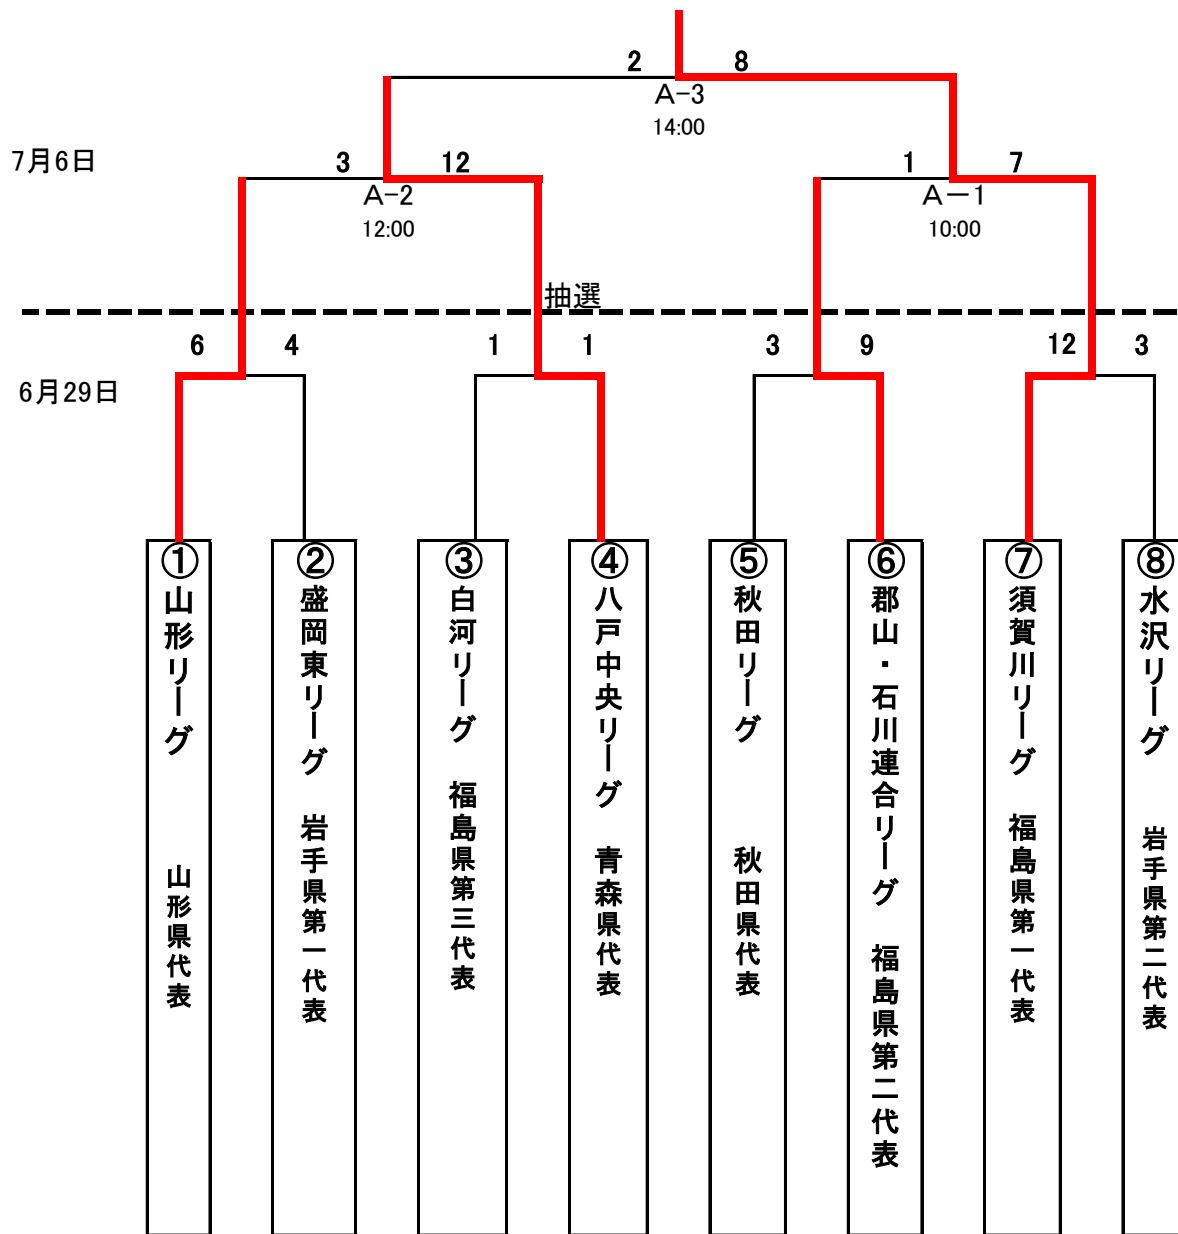 2 8
A-3
14:00
7月6日
3 12
A-2
12:00
1 7
A－1
10:00
抽選
6 4
1 1
3 9
12 3
6月29日
①山形リーグ 山形県代表
②盛岡東リーグ 岩手県第一代表
③白河リーグ 福島県第三代表
④八戸中央リーグ 青森県代表
⑤秋田リーグ 秋田県代表
⑥郡山・石川連合リーグ 福島県第二代表
⑦須賀川リーグ 福島県第一代表
⑧水沢リーグ 岩手県第二代表